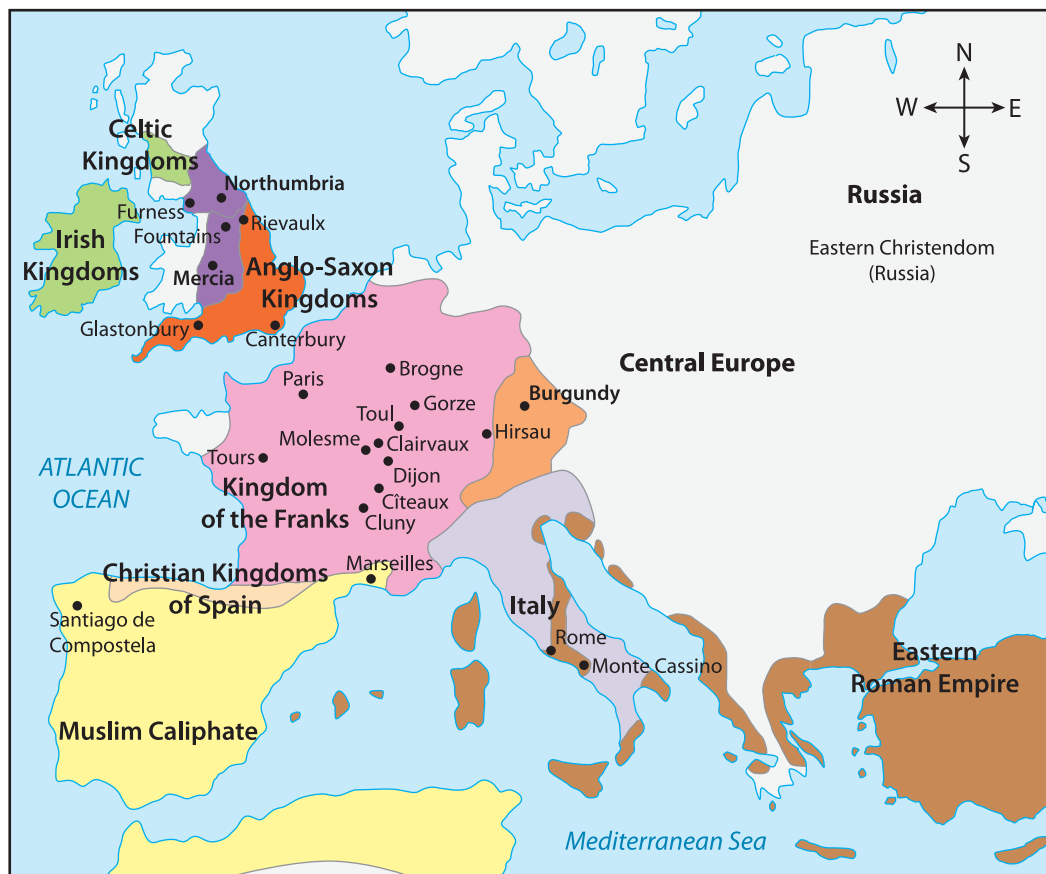 N
W
E
S
Celtic
Kingdoms
Northumbria
Russia
Furness
Fountains
Rievaulx
Irish
Kingdoms
Eastern Christendom
(Russia)
Mercia
Anglo-Saxon
Kingdoms
Glastonbury
Canterbury
Central Europe
Brogne
Paris
Burgundy
Gorze
Toul
Hirsau
Molesme
Clairvaux
Tours
Dijon
ATLANTIC
OCEAN
Kingdom
of the Franks
Cîteaux
Cluny
Marseilles
Christian Kingdoms
of Spain
Santiago de
Compostela
Italy
Rome
Monte Cassino
Eastern
Roman Empire
Muslim Caliphate
Mediterranean Sea